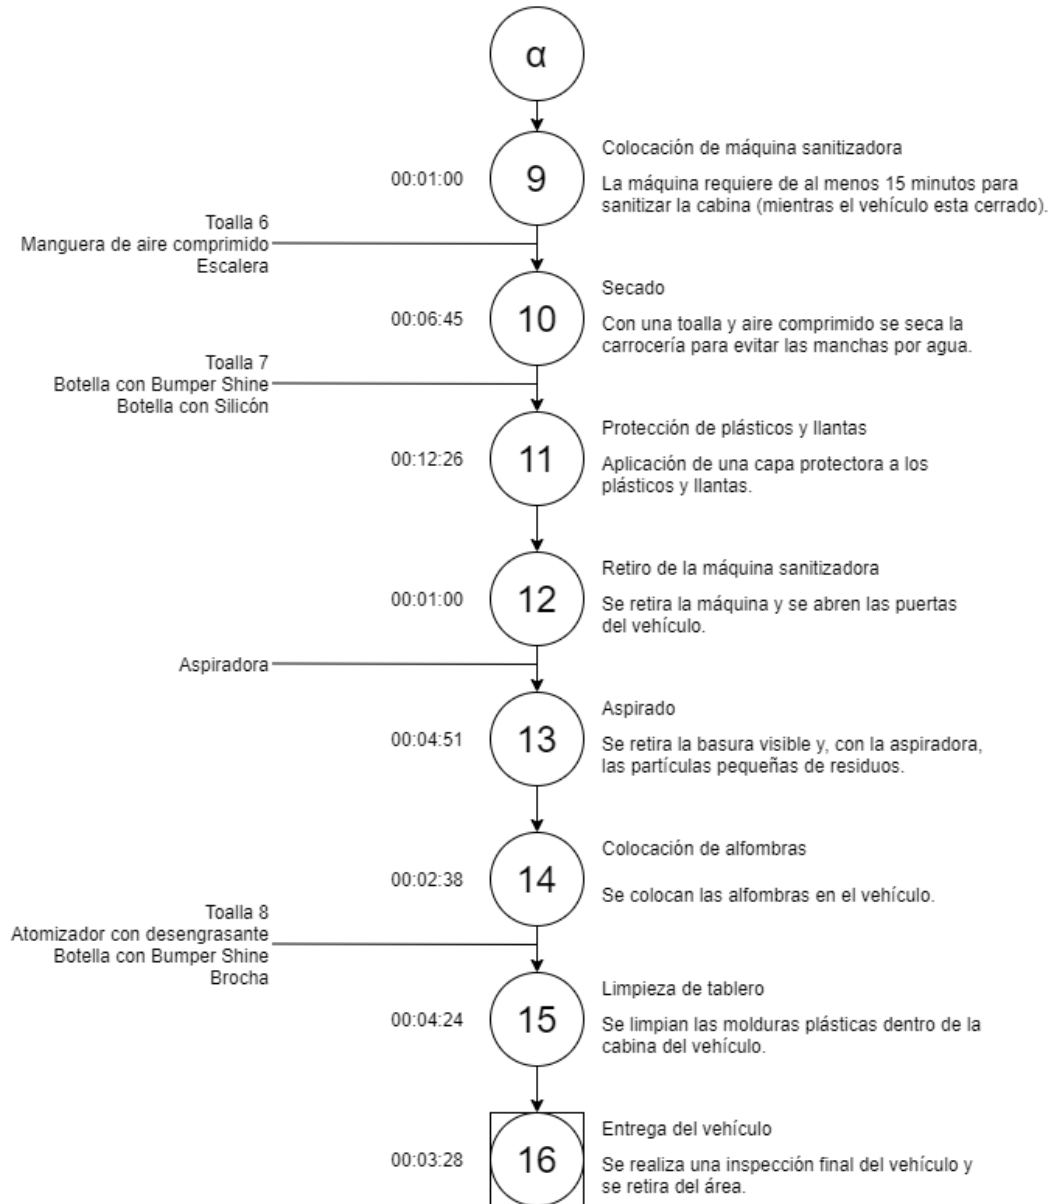 α
9
00:01:00
Colocación de máquina sanitizadora
La máquina requiere de al menos 15 minutos para
sanitizar la cabina (mientras el vehículo esta cerrado).
Toalla 6
Manguera de aire comprimido
Escalera
10
00:06:45
Secado
Con una toalla y aire comprimido se seca la
carrocería para evitar las manchas por agua.
Toalla 7
Botella con Bumper Shine
Botella con Silicón
11
00:12:26
Protección de plásticos y llantas
Aplicación de una capa protectora a los
plásticos y llantas.
12
00:01:00
Retiro de la máquina sanitizadora
Se retira la máquina y se abren las puertas
del vehículo.
Aspiradora
13
00:04:51
Aspirado
Se retira la basura visible y, con la aspiradora,
las partículas pequeñas de residuos.
14
00:02:38
Colocación de alfombras
Se colocan las alfombras en el vehículo.
Toalla 8
Atomizador con desengrasante
Botella con Bumper Shine
Brocha
15
00:04:24
Limpieza de tablero
Se limpian las molduras plásticas dentro de la
cabina del vehículo.
16
00:03:28
Entrega del vehículo
Se realiza una inspección final del vehículo y
se retira del área.